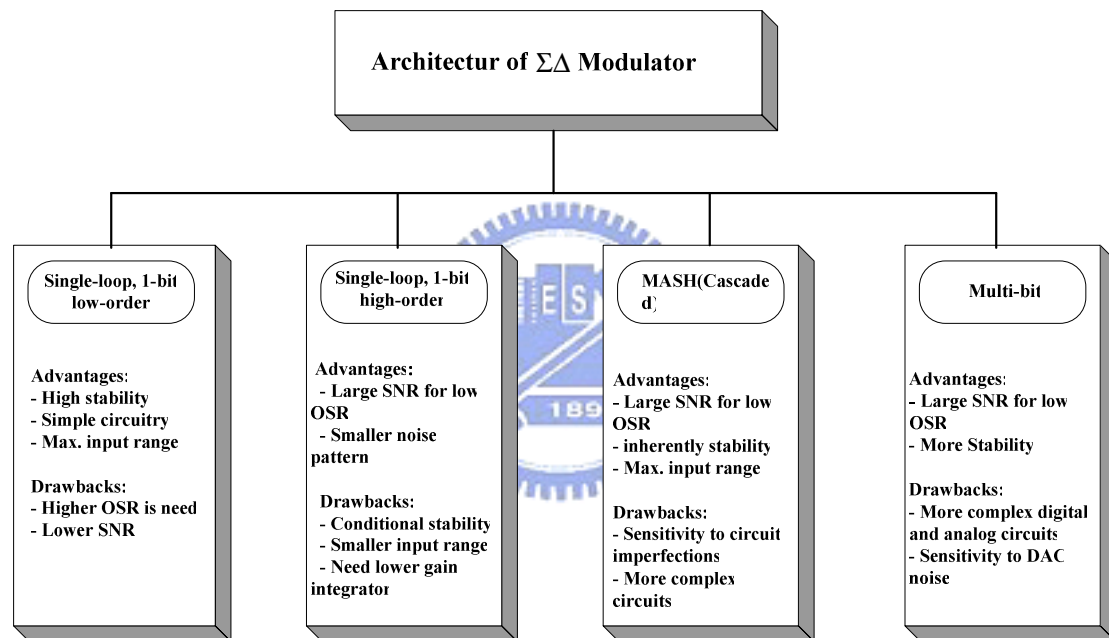 Architectur of ΣΔ Modulator
Single-loop, 1-bit
low-order
Advantages:
- High stability
- Simple circuitry
- Max. input range
Drawbacks:
- Higher OSR is need
- Lower SNR
Single-loop, 1-bit
high-order
Advantages:
- Large SNR for low
OSR
- Smaller noise
pattern
Drawbacks:
- Conditional stability
- Smaller input range
- Need lower gain
integrator
MASH(Cascade
d)
Advantages:
- Large SNR for low
OSR
- inherently stability
- Max. input range
Drawbacks:
- Sensitivity to circuit
imperfections
- More complex
circuits
Multi-bit
Advantages:
- Large SNR for low
OSR
- More Stability
Drawbacks:
- More complex digital
and analog circuits
- Sensitivity to DAC
noise
ES
189